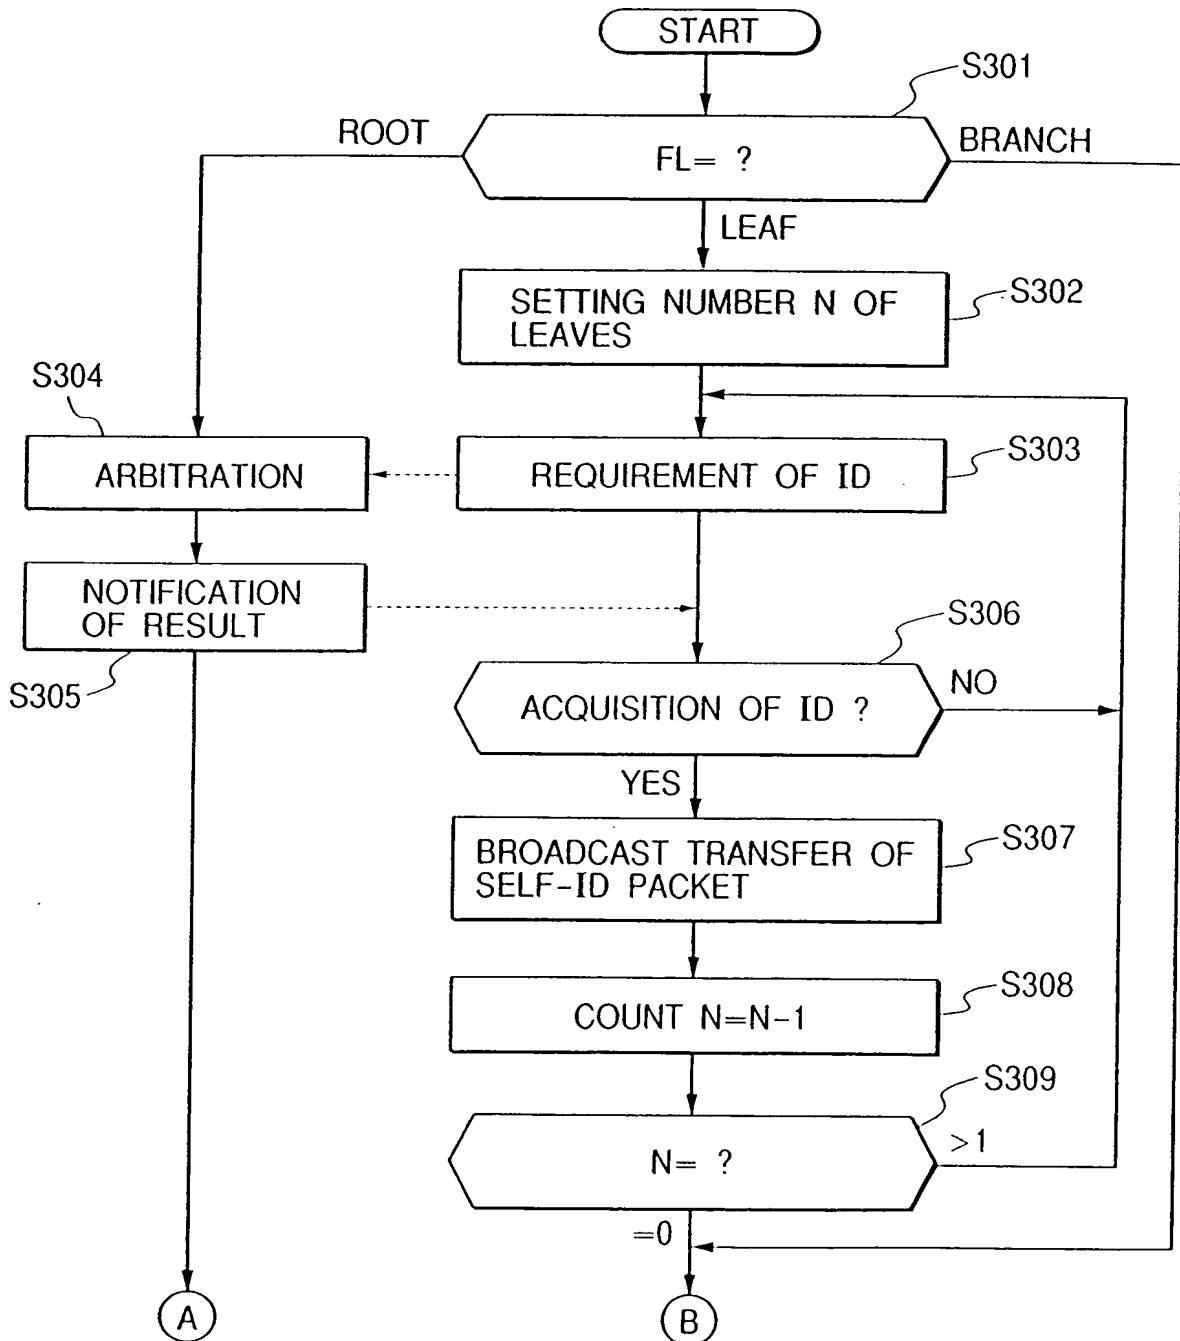 START
S301
ROOT
BRANCH
FL= ?
LEAF
SETTING NUMBER N OF
LEAVES
S302
S304
S303
ARBITRATION
REQUIREMENT OF ID
NOTIFICATION
OF RESULT
S305
S306
NO
ACQUISITION OF ID ?
YES
S307
BROADCAST TRANSFER OF
SELF-ID PACKET
S308
COUNT N=N-1
S309
>1
N= ?
=0
A
B